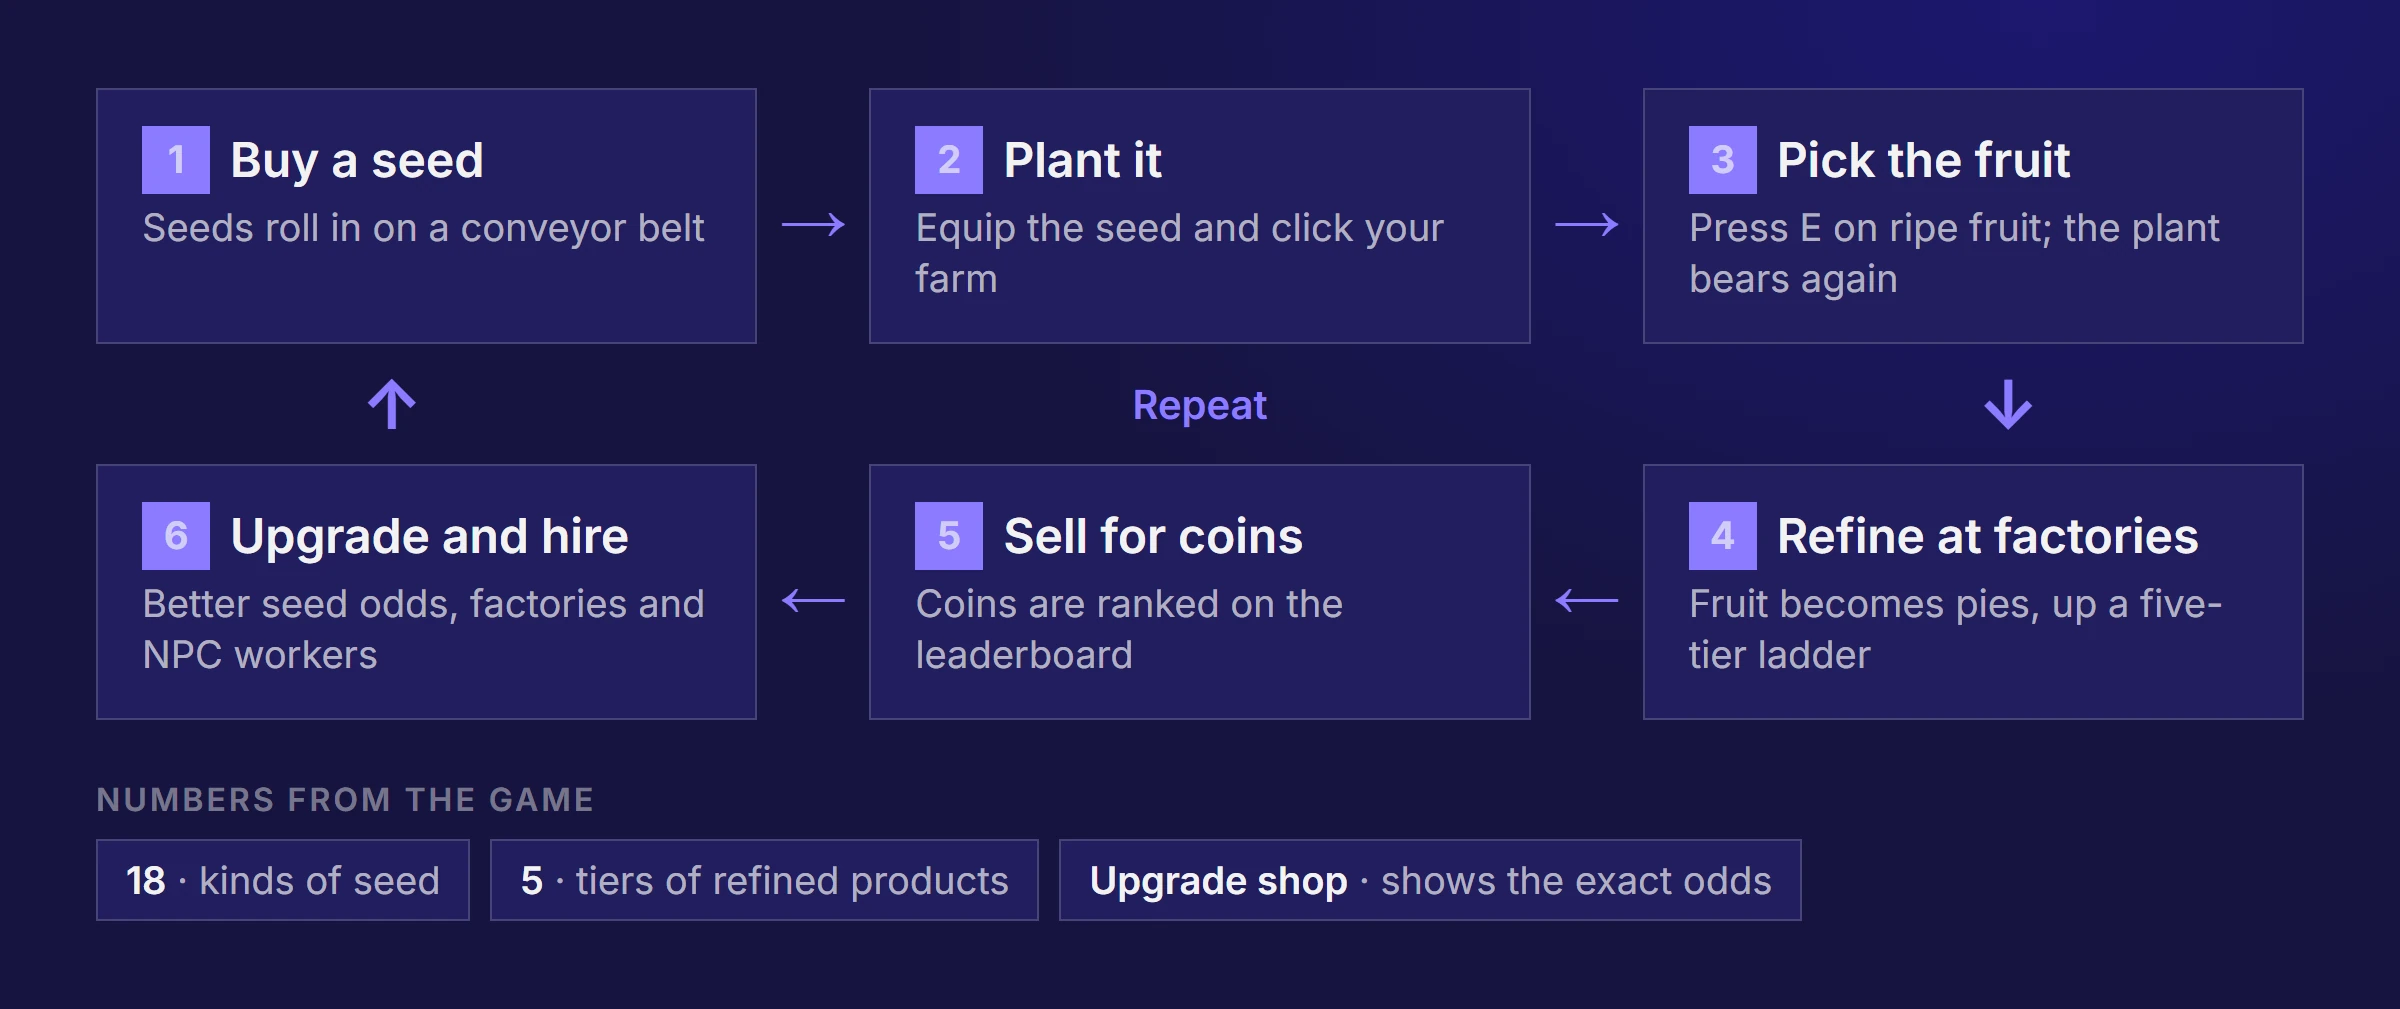 1 Buy a seed
Seeds roll in on a conveyor belt
→
2 Plant it
Equip the seed and click your
farm
→
3 Pick the fruit
Press E on ripe fruit; the plant
bears again
↑
Repeat
↓
6 Upgrade and hire
Better seed odds, factories and
NPC workers
←
5 Sell for coins
Coins are ranked on the
leaderboard
←
4 Refine at factories
Fruit becomes pies, up a five-
tier ladder
NUMBERS FROM THE GAME
18 · kinds of seed
5 · tiers of refined products
Upgrade shop · shows the exact odds